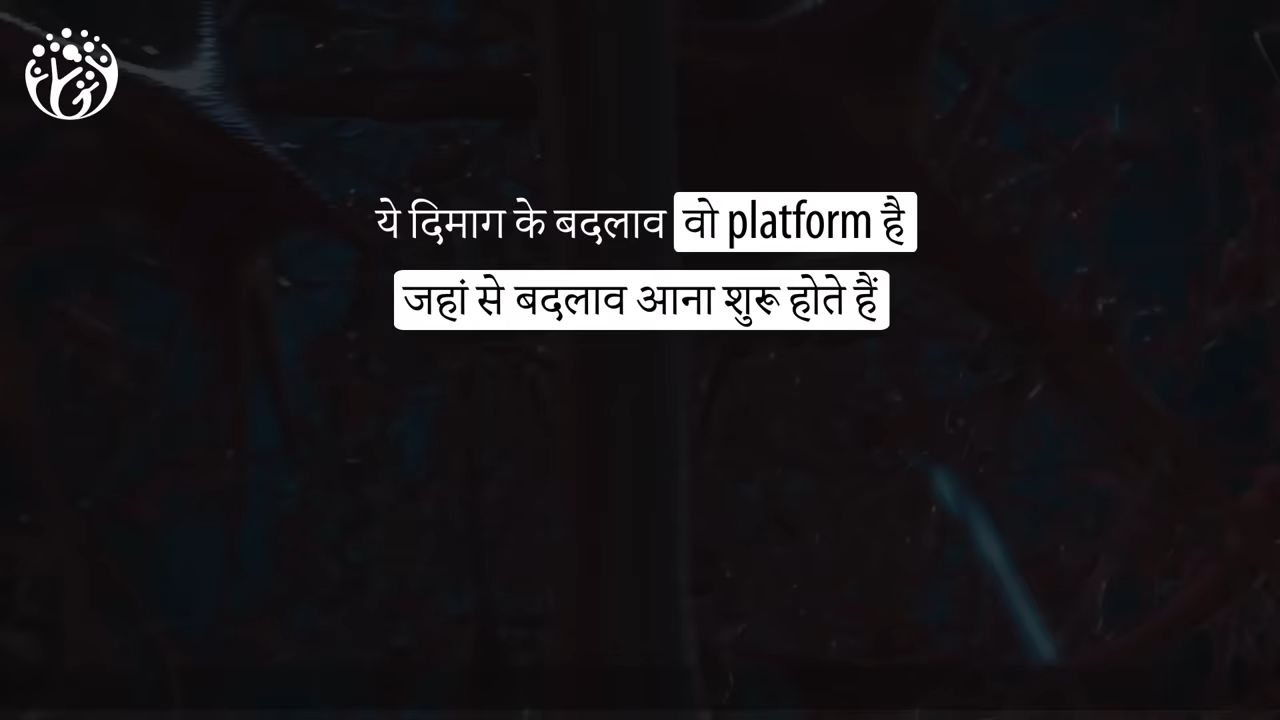 ये दिमाग के बदलाव वो platform है
जहां से बदलाव आना शुरू होते हैं